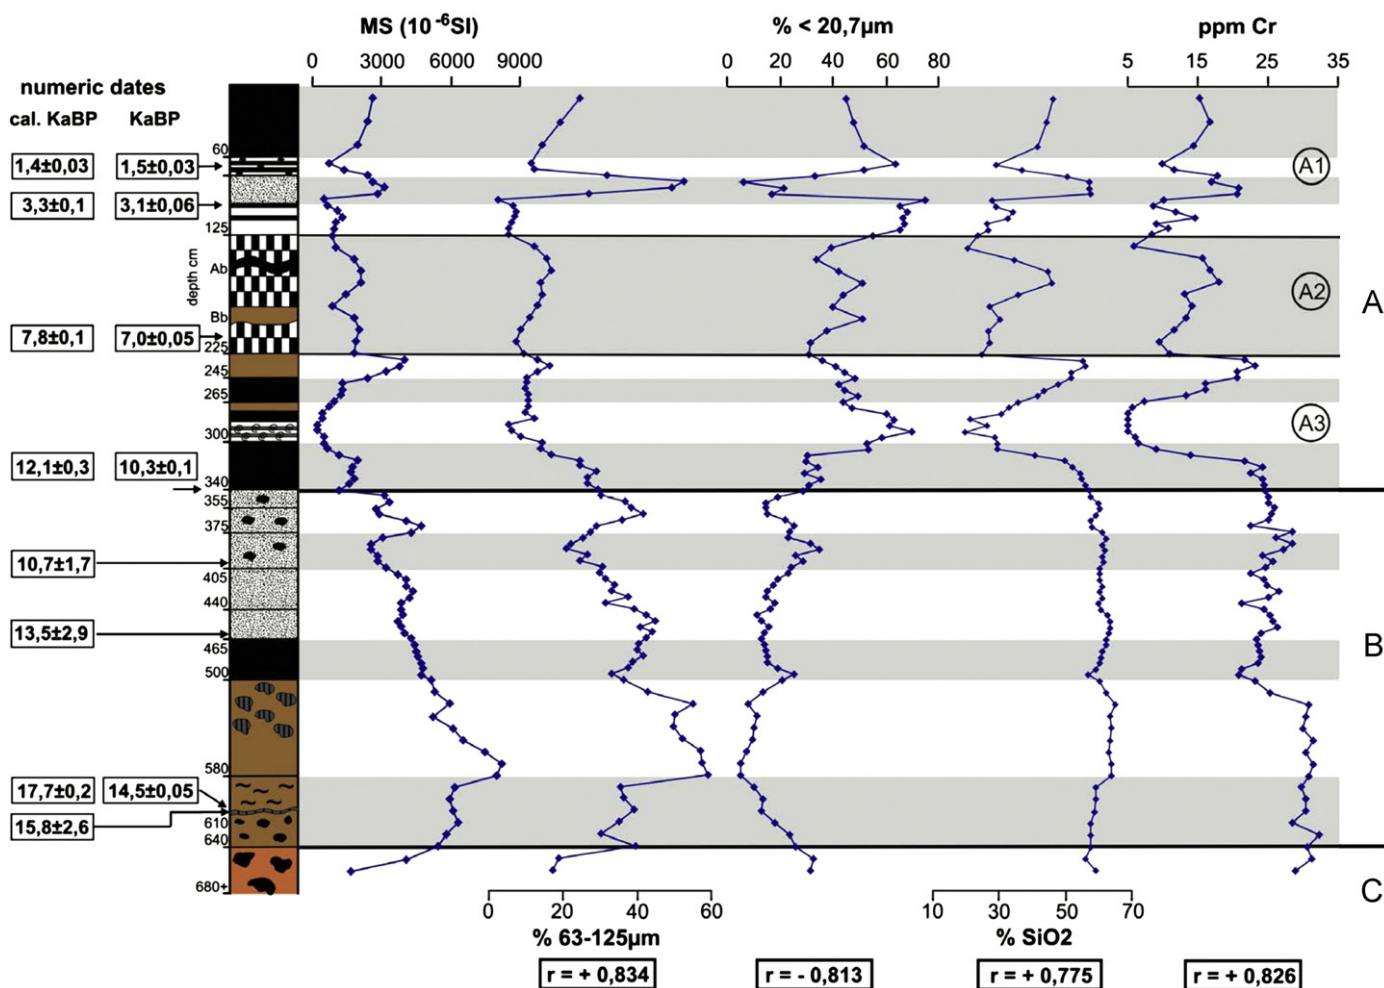 MS (10 -6SI)
% < 20,7µm
ppm Cr
0 3000 6000 9000
0 20 40 60 80
5 15 25 35
numeric dates
cal. KaBP KaBP
depth cm
60
1,4±0,03 1,5±0,03
A1
3,3±0,1 3,1±0,06
125
Ab
A2
A
Bb
7,8±0,1 7,0±0,05
225
245
265
A3
300
12,1±0,3 10,3±0,1
340
355
375
10,7±1,7
405
440
13,5±2,9
B
465
500
580
17,7±0,2 14,5±0,05
15,8±2,6
610
640
680+
C
0 20 40 60
10 30 50 70
% 63-125µm
% SiO2
r = + 0,834
r = - 0,813
r = + 0,775
r = + 0,826